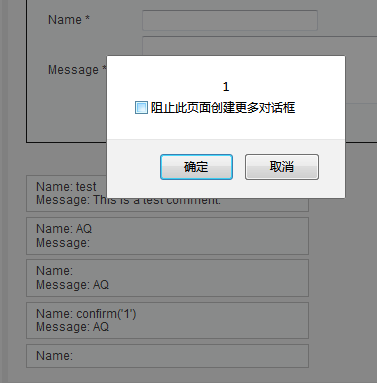 Name *
Message *
1
阻止此页面创建更多对话框
确定
取消
Name: test
Message: This is a test comment.
Name: AQ
Message:
Name:
Message: AQ
Name: confirm('1')
Message: AQ
Name: